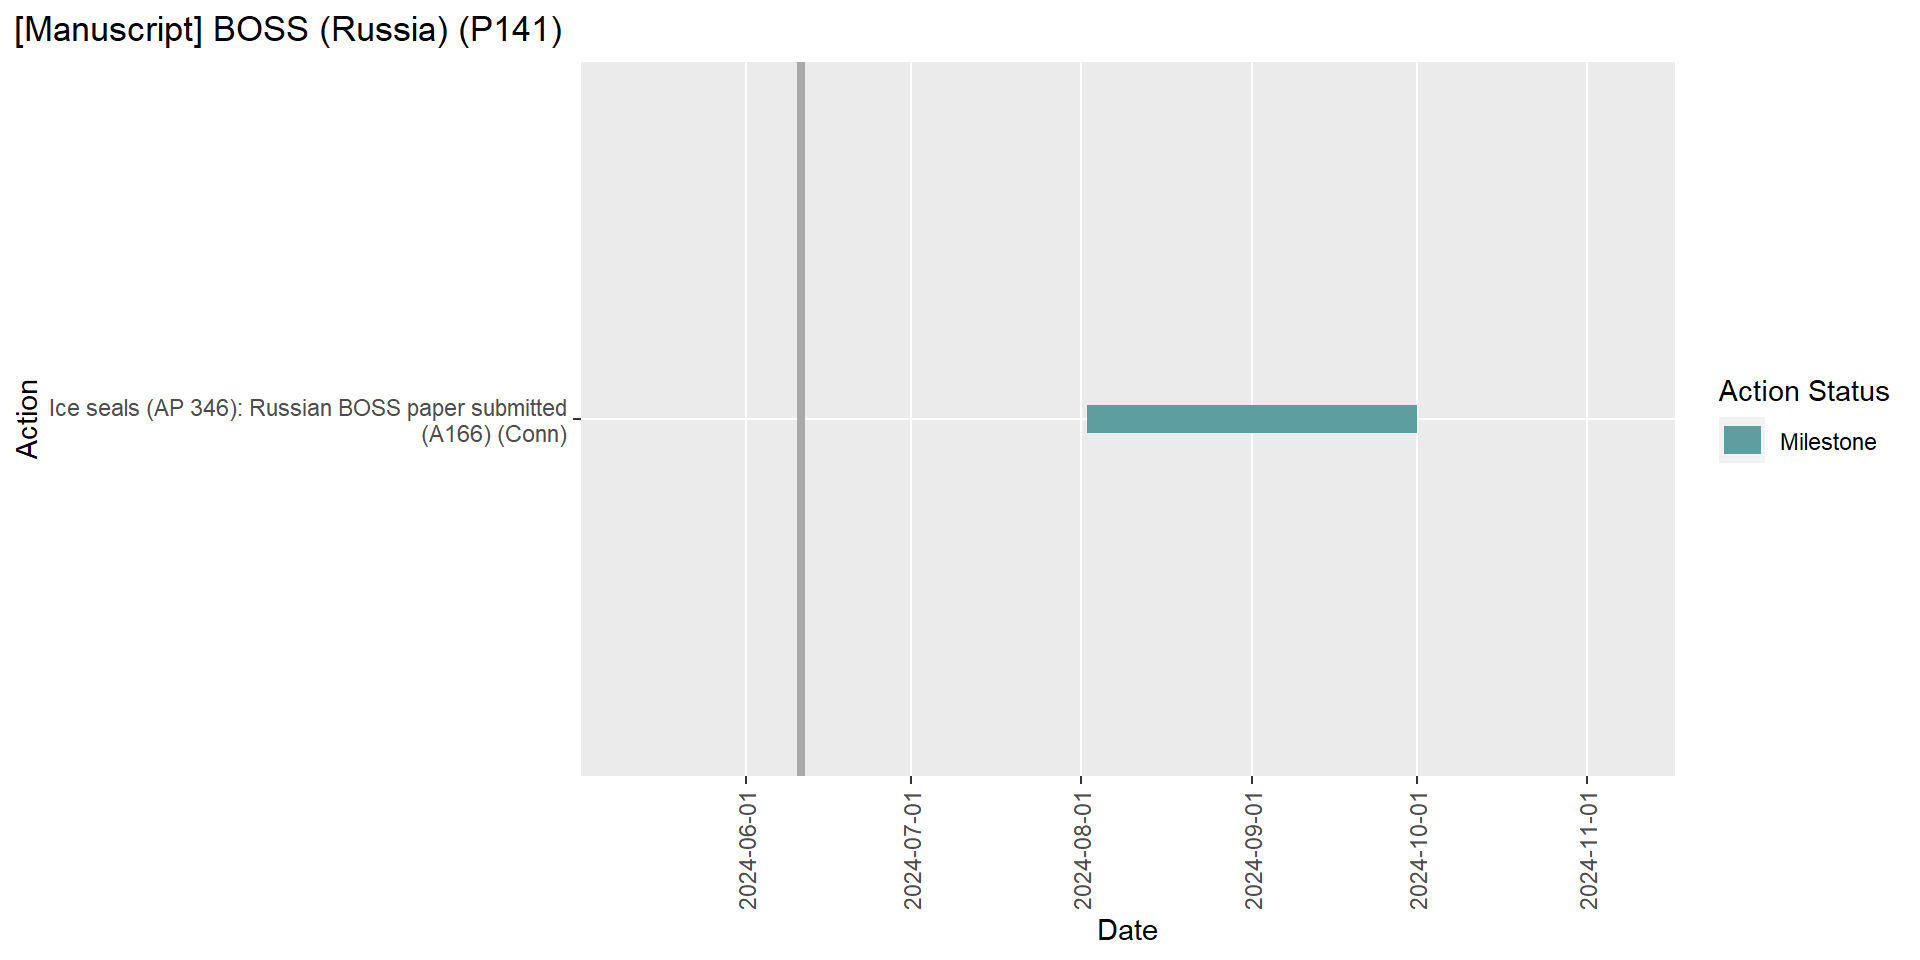 [Manuscript] BOSS (Russia) (P141)
Action
Ice seals (AP 346): Russian BOSS paper submitted
(A166) (Conn)
Action Status
Milestone
2024-06-01
2024-07-01
2024-08-01
2024-09-01
2024-10-01
2024-11-01
Date